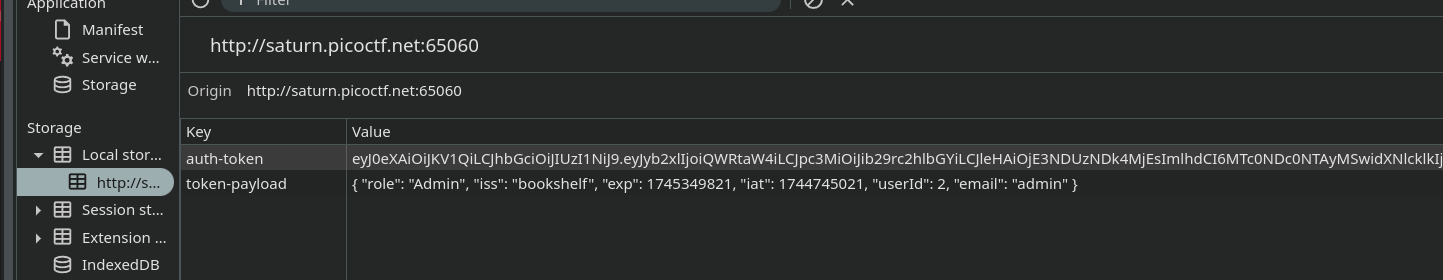 Application
Filter
Manifest
http://saturn.picoctf.net:65060
Service w...
Storage
Origin http://saturn.picoctf.net:65060
Storage
Key Value
Local stor...
auth-token eyJ0eXAiOiJKV1QiLCJhbGciOiJIUzI1NiJ9.eyJyb2xlIjoiQWRtaW4iLCJpc3MiOiJib29rc2hlbGYiLCJleHAiOjE3NDUzNDk4MjEsImlhdCI6MTc0NDc0NTAyMSwidXNlcklkIj
http://s...
token-payload { "role": "Admin", "iss": "bookshelf", "exp": 1745349821, "iat": 1744745021, "userId": 2, "email": "admin" }
Session st...
Extension ...
IndexedDB